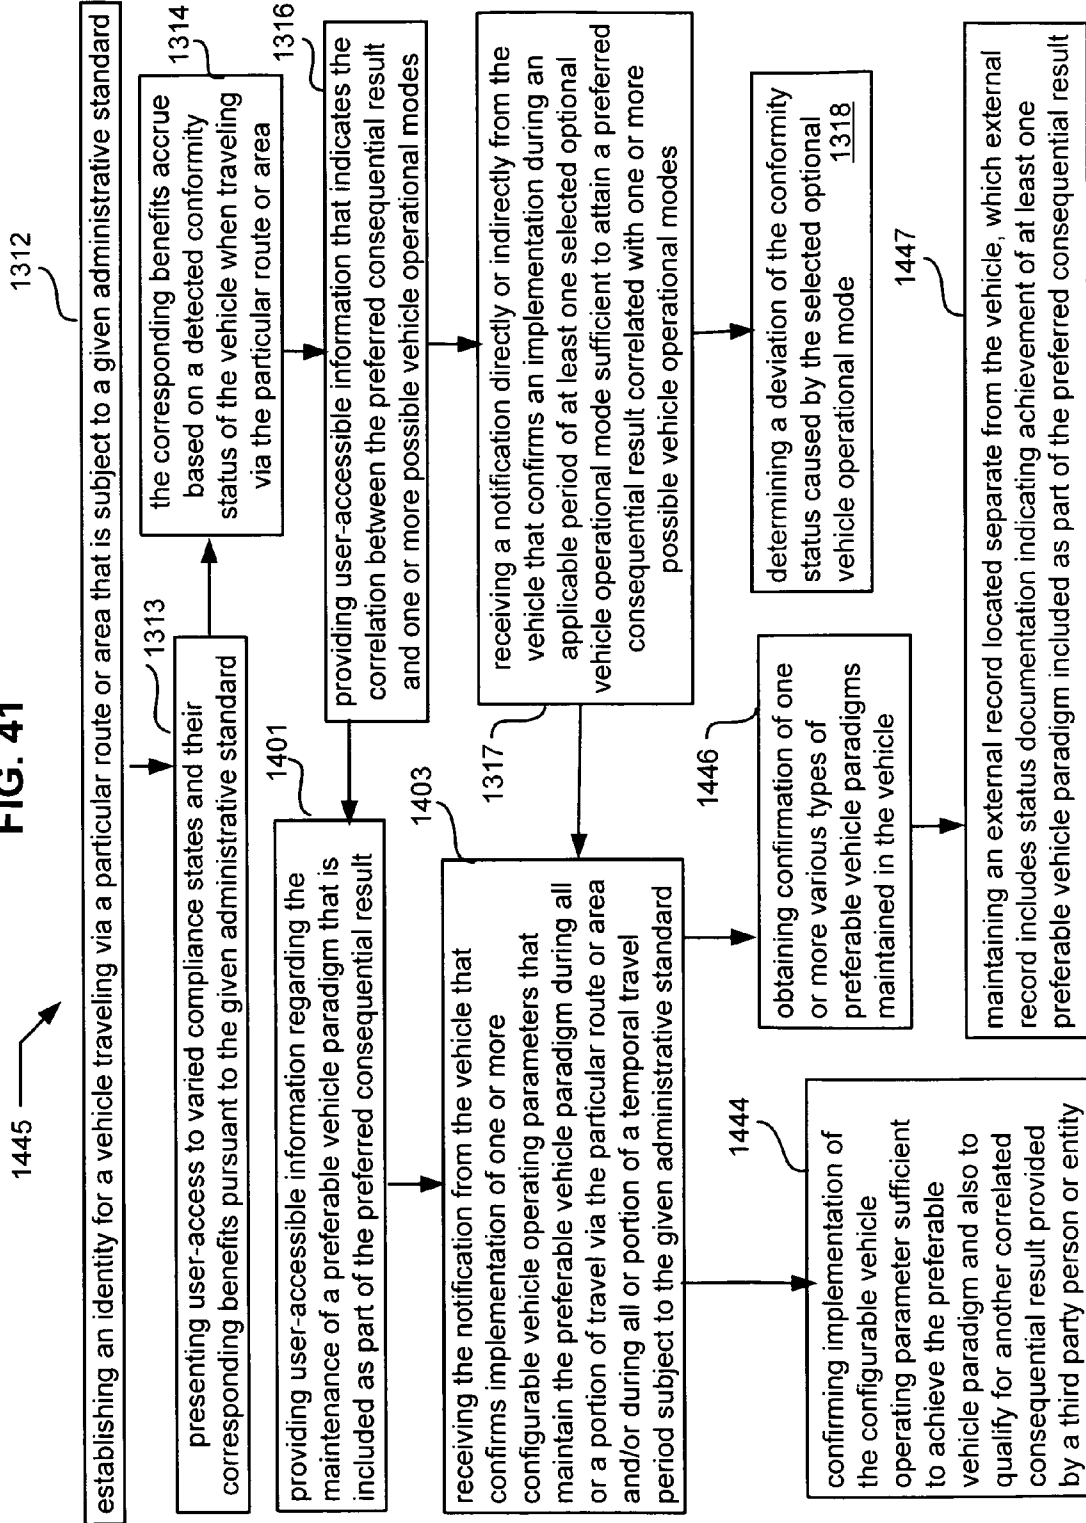 FIG. 41
1445
1312
establishing an identity for a vehicle traveling via a particular route or area that is subject to a given administrative standard
1313
presenting user-access to varied compliance states and their
corresponding benefits pursuant to the given administrative standard
1314
the corresponding benefits accrue
based on a detected conformity
status of the vehicle when traveling
via the particular route or area
1401
providing user-accessible information regarding the
maintenance of a preferable vehicle paradigm that is
included as part of the preferred consequential result
1316
providing user-accessible information that indicates the
correlation between the preferred consequential result
and one or more possible vehicle operational modes
1403
receiving the notification from the vehicle that
confirms implementation of one or more
configurable vehicle operating parameters that
maintain the preferable vehicle paradigm during all
or a portion of travel via the particular route or area
and/or during all or portion of a temporal travel
period subject to the given administrative standard
1317
receiving a notification directly or indirectly from the
vehicle that confirms an implementation during an
applicable period of at least one selected optional
vehicle operational mode sufficient to attain a preferred
consequential result correlated with one or more
possible vehicle operational modes
1444
confirming implementation of
the configurable vehicle
operating parameter sufficient
to achieve the preferable
vehicle paradigm and also to
qualify for another correlated
consequential result provided
by a third party person or entity
1446
obtaining confirmation of one
or more various types of
preferable vehicle paradigms
maintained in the vehicle
determining a deviation of the conformity
status caused by the selected optional
vehicle operational mode 1318
1447
maintaining an external record located separate from the vehicle, which external
record includes status documentation indicating achievement of at least one
preferable vehicle paradigm included as part of the preferred consequential result